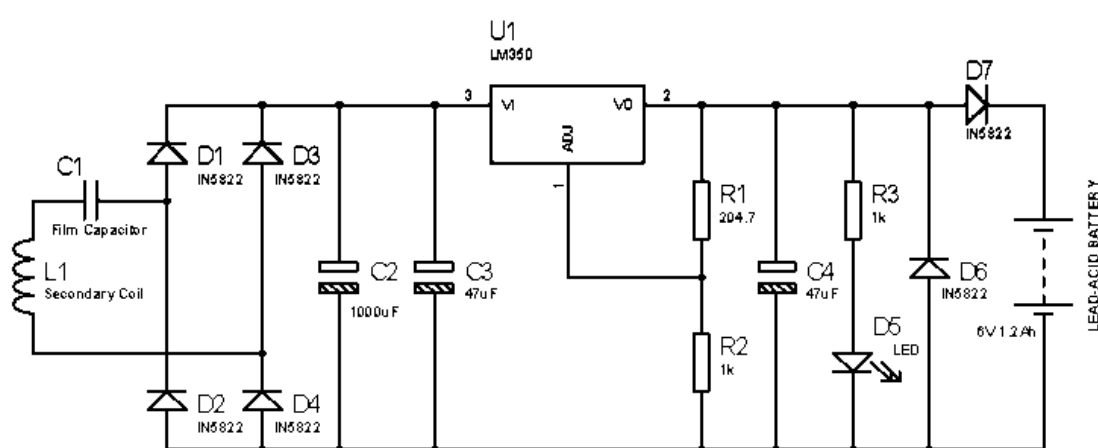 U1
LM350
3
VI
VO
2
ADJ
1
D7
IN5822
C1
Film Capacitor
D1
IN5822
D3
IN5822
L1
Secondary Coil
D2
IN5822
D4
IN5822
C2
1000uF
C3
47uF
R1
204.7
R2
1k
C4
47uF
R3
1k
D5
LED
D6
IN5822
6V 1.2Ah
LEAD-ACID BATTERY